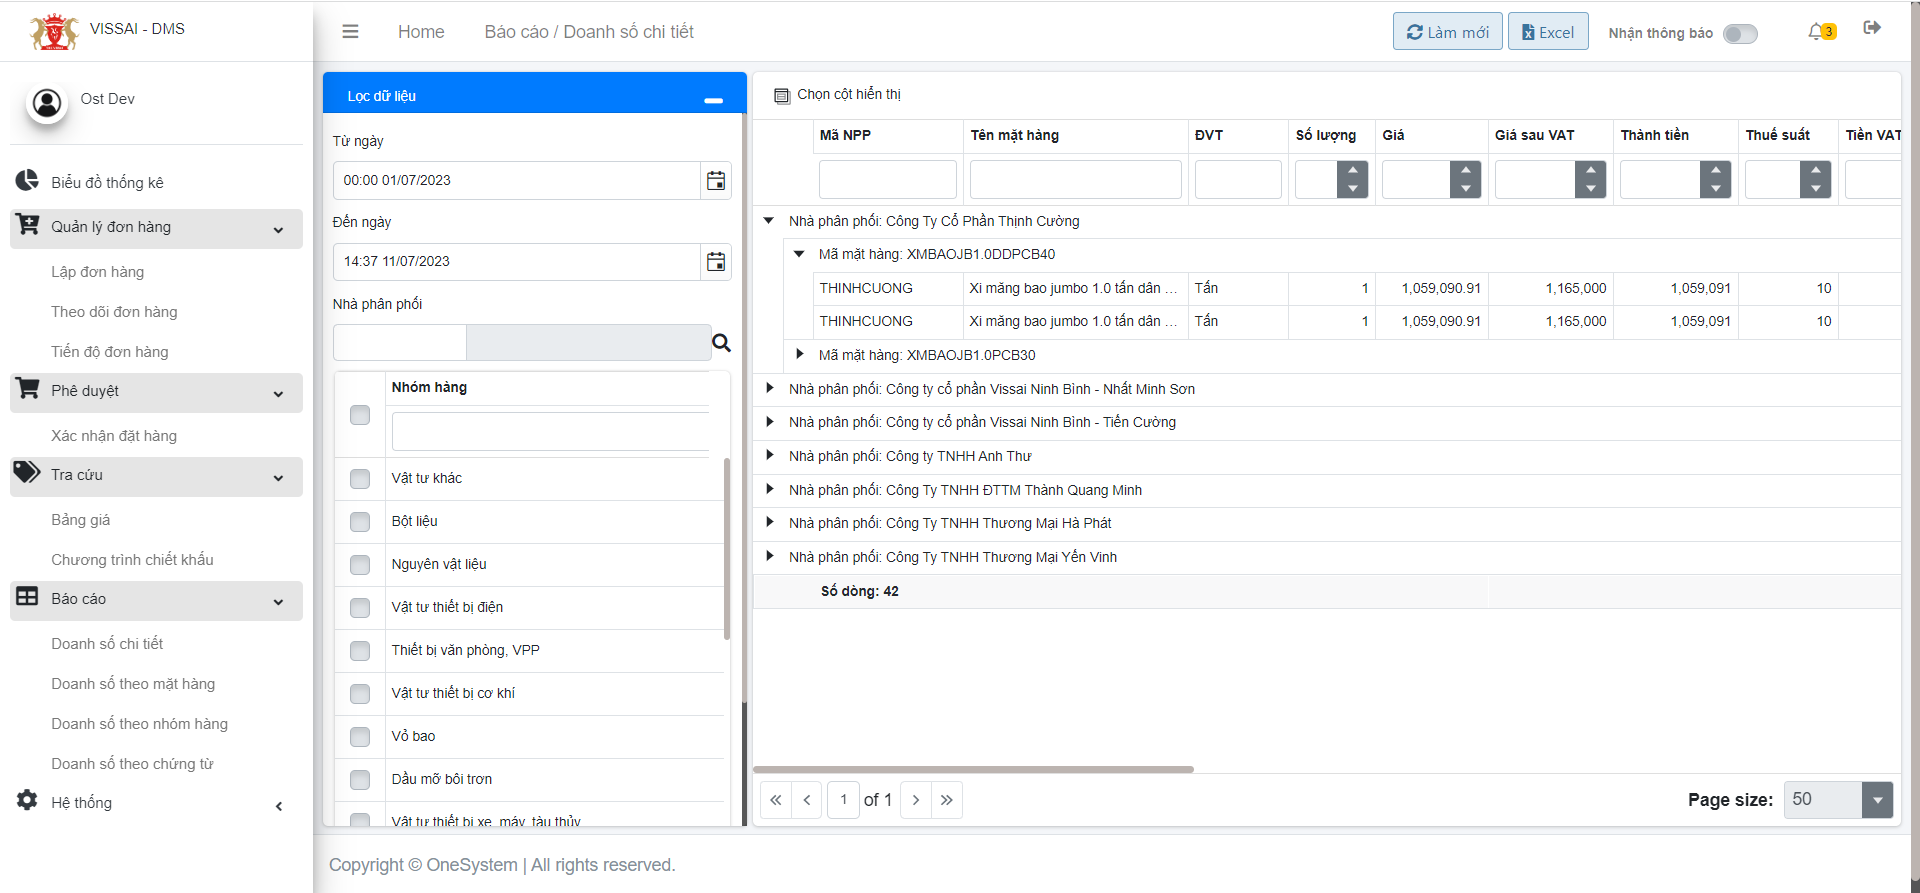 VISSAI - DMS
Home
Báo cáo / Doanh số chi tiết
Làm mới
Excel
Nhận thông báo
3
Ost Dev
Biểu đồ thống kê
Quản lý đơn hàng
Lập đơn hàng
Theo dõi đơn hàng
Tiến độ đơn hàng
Phê duyệt
Xác nhận đặt hàng
Tra cứu
Bảng giá
Chương trình chiết khấu
Báo cáo
Doanh số chi tiết
Doanh số theo mặt hàng
Doanh số theo nhóm hàng
Doanh số theo chứng từ
Hệ thống
Lọc dữ liệu
Từ ngày
00:00 01/07/2023
Đến ngày
14:37 11/07/2023
Nhà phân phối
Nhóm hàng
Vật tư khác
Bột liệu
Nguyên vật liệu
Vật tư thiết bị điện
Thiết bị văn phòng, VPP
Vật tư thiết bị cơ khí
Vỏ bao
Dầu mỡ bôi trơn
Vật tư thiết bị xe, máy, tàu thủy
Chọn cột hiển thị
Mã NPP Tên mặt hàng ĐVT Số lượng Giá Giá sau VAT Thành tiền Thuế suất Tiền VAT
Nhà phân phối: Công Ty Cổ Phần Thịnh Cường
Mã mặt hàng: XMBAOJB1.0DDPCB40
THINHCUONG Xi măng bao jumbo 1.0 tấn dân ... Tấn 1 1,059,090.91 1,165,000 1,059,091 10
THINHCUONG Xi măng bao jumbo 1.0 tấn dân ... Tấn 1 1,059,090.91 1,165,000 1,059,091 10
Mã mặt hàng: XMBAOJB1.0PCB30
Nhà phân phối: Công ty cổ phần Vissai Ninh Bình - Nhất Minh Sơn
Nhà phân phối: Công ty cổ phần Vissai Ninh Bình - Tiến Cường
Nhà phân phối: Công ty TNHH Anh Thư
Nhà phân phối: Công Ty TNHH ĐTTM Thành Quang Minh
Nhà phân phối: Công Ty TNHH Thương Mại Hà Phát
Nhà phân phối: Công Ty TNHH Thương Mại Yến Vinh
Số dòng: 42
1 of 1
Page size: 50
Copyright © OneSystem | All rights reserved.